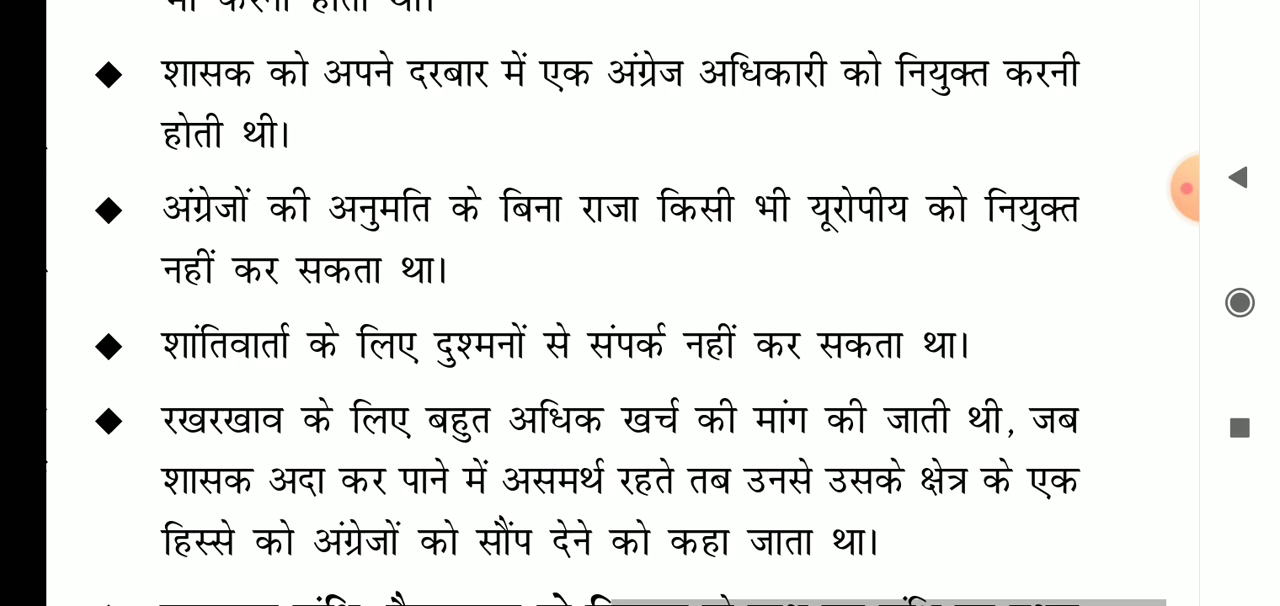 करना होता था।
◆ शासक को अपने दरबार में एक अंग्रेज अधिकारी को नियुक्त करनी
होती थी।
◆ अंग्रेजों की अनुमति के बिना राजा किसी भी यूरोपीय को नियुक्त
नहीं कर सकता था।
◆ शांतिवार्ता के लिए दुश्मनों से संपर्क नहीं कर सकता था।
◆ रखरखाव के लिए बहुत अधिक खर्च की मांग की जाती थी, जब
शासक अदा कर पाने में असमर्थ रहते तब उनसे उसके क्षेत्र के एक
हिस्से को अंग्रेजों को सौंप देने को कहा जाता था।